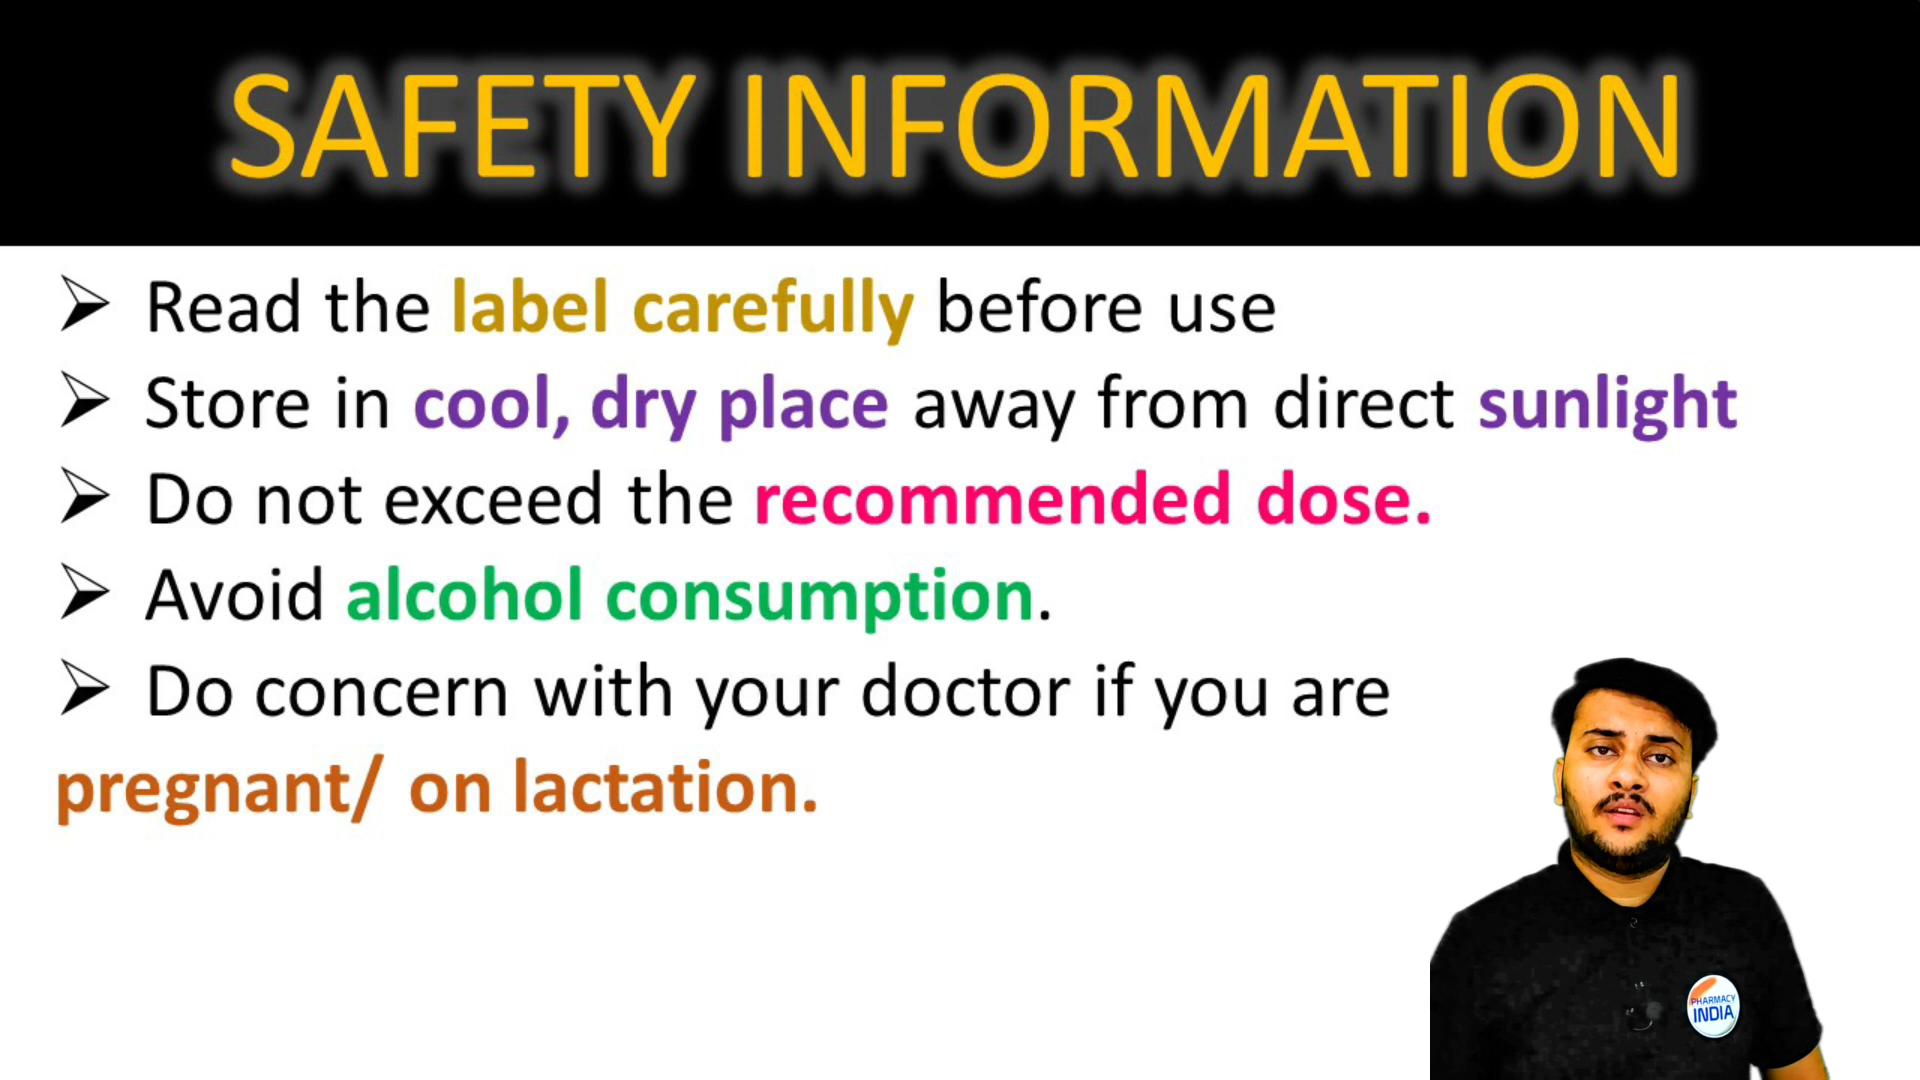 SAFETY INFORMATION
➢ Read the label carefully before use
➢ Store in cool, dry place away from direct sunlight
➢ Do not exceed the recommended dose.
➢ Avoid alcohol consumption.
➢ Do concern with your doctor if you are
pregnant/ on lactation.
PHARMACY
INDIA